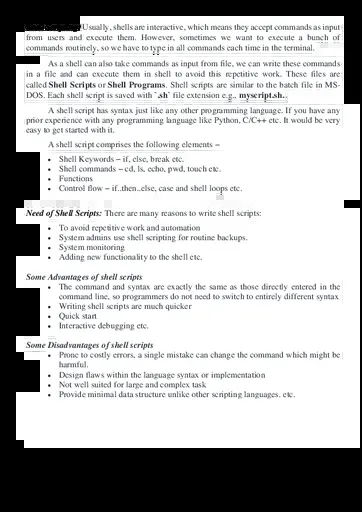 Usually, shells are interactive, which means they accept commands as input
from users and execute them. However, sometimes we want to execute a bunch of
commands routinely, so we have to type in all commands each time in the terminal.
As a shell can also take commands as input from file, we can write these commands
in a file and can execute them in shell to avoid this repetitive work. These files are
called Shell Scripts or Shell Programs. Shell scripts are similar to the batch file in MS-
DOS. Each shell script is saved with `.sh` file extension e.g., myscript.sh.
A shell script has syntax just like any other programming language. If you have any
prior experience with any programming language like Python, C/C++ etc. It would be very
easy to get started with it.
A shell script comprises the following elements –
• Shell Keywords – if, else, break etc.
• Shell commands – cd, ls, echo, pwd, touch etc.
• Functions
• Control flow – if..then..else, case and shell loops etc.
Need of Shell Scripts: There are many reasons to write shell scripts:
• To avoid repetitive work and automation
• System admins use shell scripting for routine backups.
• System monitoring
• Adding new functionality to the shell etc.
Some Advantages of shell scripts
• The command and syntax are exactly the same as those directly entered in the
command line, so programmers do not need to switch to entirely different syntax
• Writing shell scripts are much quicker
• Quick start
• Interactive debugging etc.
Some Disadvantages of shell scripts
• Prone to costly errors, a single mistake can change the command which might be
harmful.
• Design flaws within the language syntax or implementation
• Not well suited for large and complex task
• Provide minimal data structure unlike other scripting languages. etc.